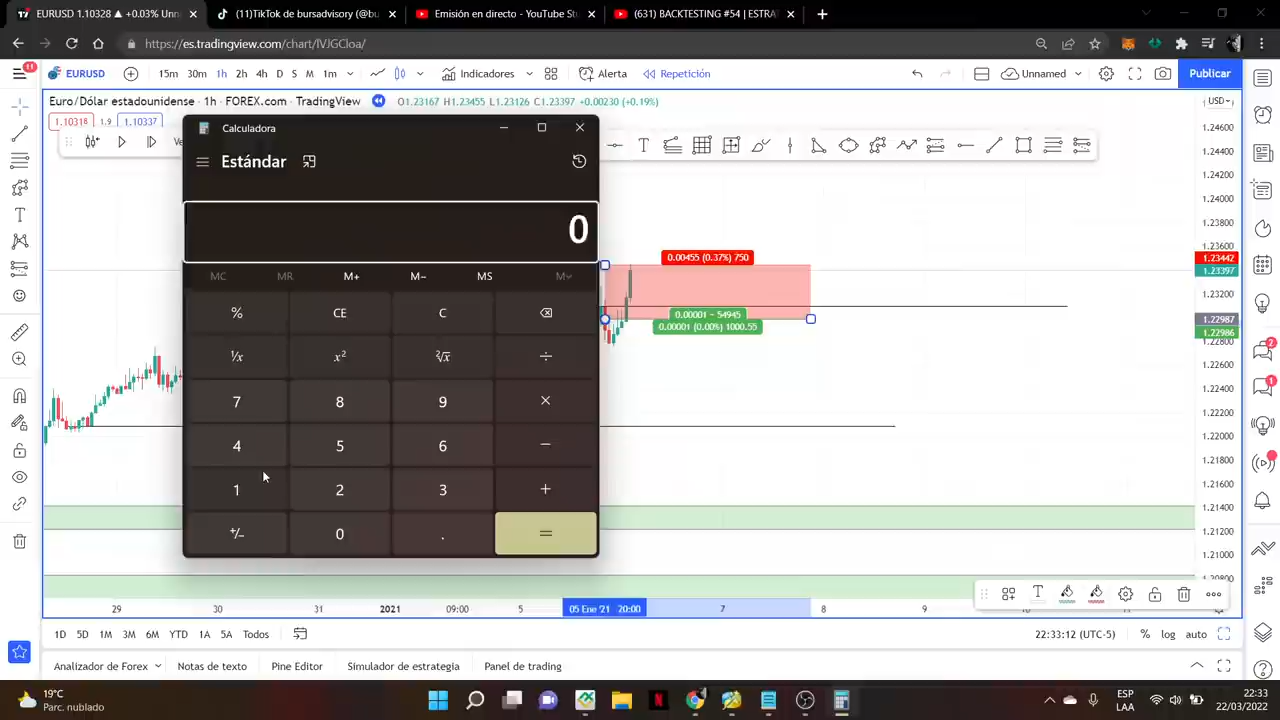 EURUSD 1.10328 ▲ +0.03% Unn
(11)TikTok de bursadvisory (@bu
Emisión en directo - YouTube St
(631) BACKTESTING #54 | ESTRA
https://es.tradingview.com/chart/lVJGCloa/
11
EURUSD
15m 30m 1h 2h 4h D S M 1m
Indicadores
Alerta
Repetición
Unnamed
Publicar
Euro/Dólar estadounidense · 1h · FOREX.com · TradingView
O1.23167 H1.23455 L1.23126 C1.23397 +0.00230 (+0.19%)
USD
1.10318 1.9 10337
Calculadora
Estándar
0
MC MR M+ M− MS M
% CE C
¹/x x² ²√x ÷
7 8 9 ×
4 5 6 −
1 2 3 +
+/- 0 . =
0.00455 (0.37%) 750
0.00001 ~ 54945
0.00001 (0.00%) 1000.55
1.24600
1.24400
1.24200
1.24000
1.23800
1.23600
1.23442
1.23397
1.23200
1.22987
1.22986
1.22800
1.22600
1.22400
1.22200
1.22000
1.21800
1.21600
1.21400
1.21200
1.21000
1.20800
2
1
29 30 31 2021 09:00 5 05 Ene '21 20:00 7 8 9
1D 5D 1M 3M 6M YTD 1A 5A Todos
22:33:12 (UTC-5) % log auto
Analizador de Forex Notas de texto Pine Editor Simulador de estrategia Panel de trading
19°C
Parc. nublado
ESP
LAA
22:33
22/03/2022